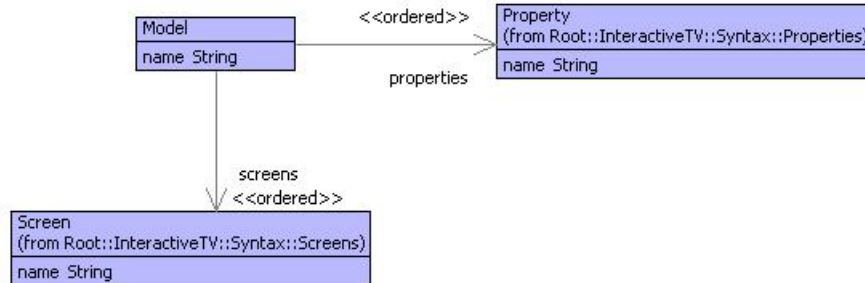 <<ordered>>
Model
name String
properties
Property
(from Root::InteractiveTV::Syntax::Properties)
name String
screens
<<ordered>>
Screen
(from Root::InteractiveTV::Syntax::Screens)
name String